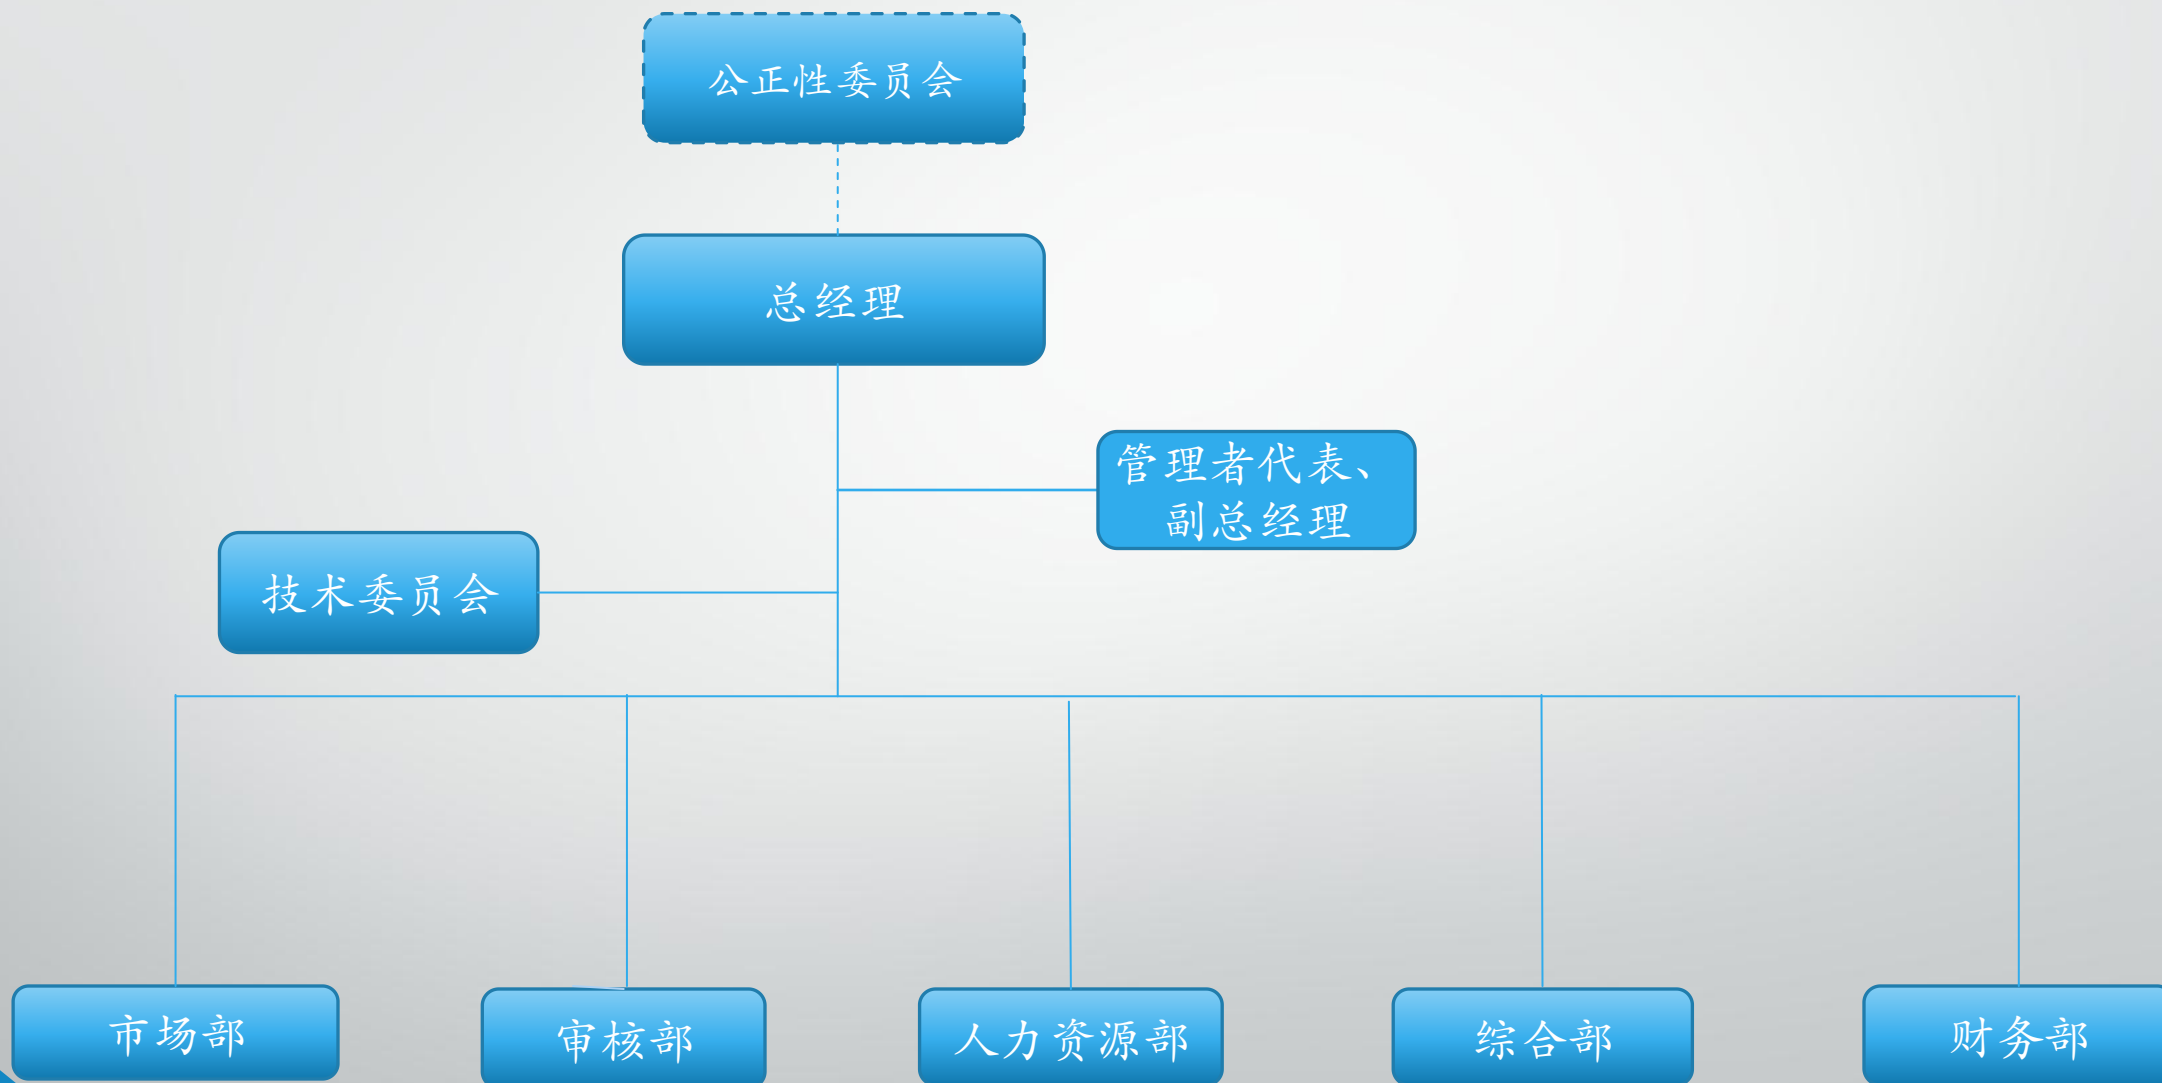 公正性委员会
总经理
管理者代表、
副总经理
技术委员会
市场部
审核部
人力资源部
综合部
财务部